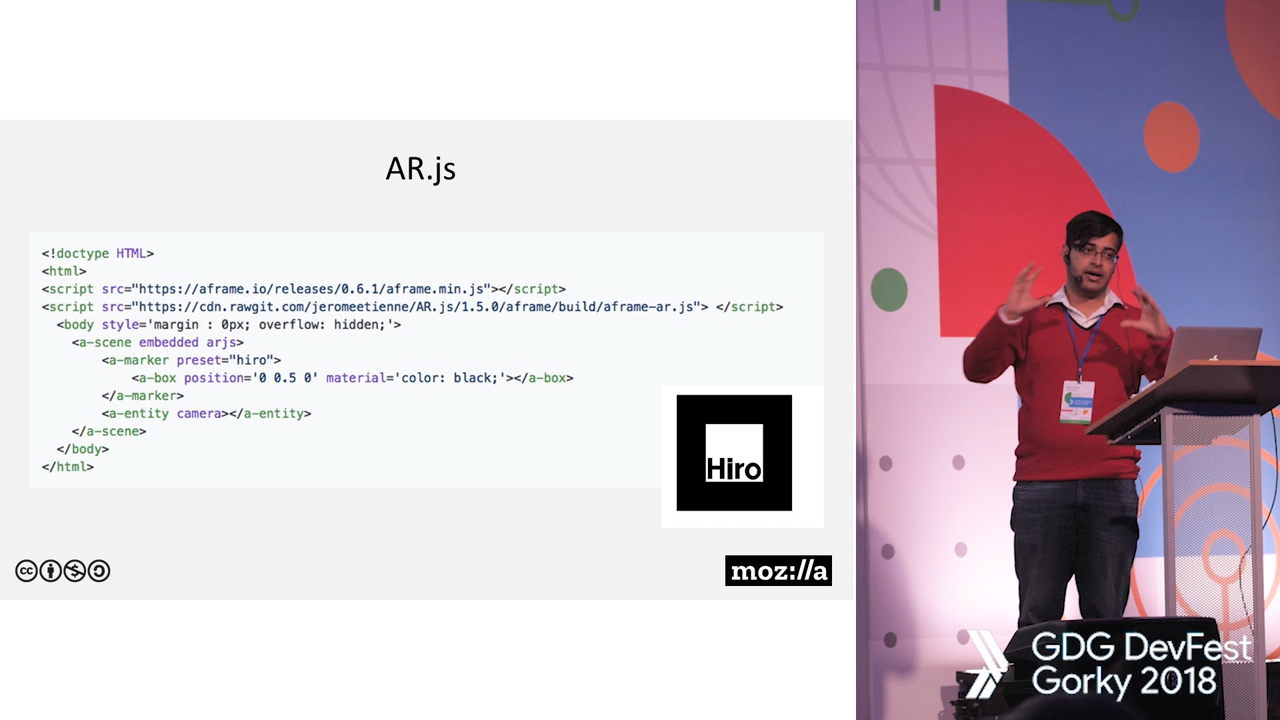 AR.js
<!doctype HTML>
<html>
<script src="https://aframe.io/releases/0.6.1/aframe.min.js"></script>
<script src="https://cdn.rawgit.com/jeromeetienne/AR.js/1.5.0/aframe/build/aframe-ar.js"> </script>
<body style='margin : 0px; overflow: hidden;'>
<a-scene embedded arjs>
<a-marker preset="hiro">
<a-box position='0 0.5 0' material='color: black;'></a-box>
</a-marker>
<a-entity camera></a-entity>
</a-scene>
</body>
</html>
Hiro
cc
moz://a
GDG DevFest
Gorky 2018